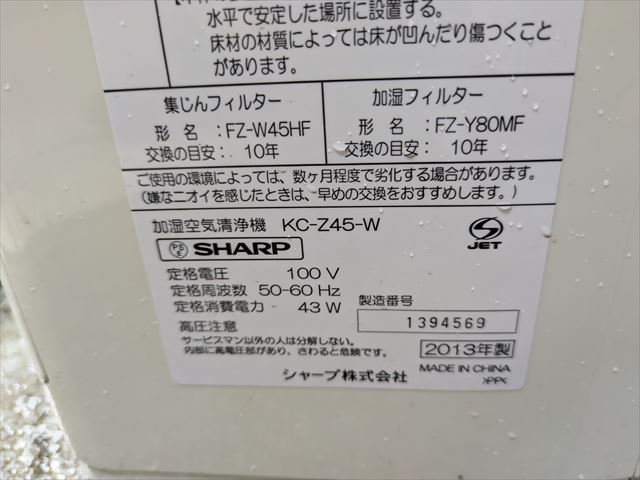 水平で安定した場所に設置する。
床材の材質によっては床が凹んだり傷つくこと
があります。
集じんフィルター
形 名：FZ-W45HF
交換の目安：10年
加湿フィルター
形 名：FZ-Y80MF
交換の目安：10年
ご使用の環境によっては、数ヶ月程度で劣化する場合があります。
（嫌なニオイを感じたときは、早めの交換をおすすめします。）
加湿空気清浄機 KC-Z45-W
PSE SHARP
JET
定格電圧 100 V
定格周波数 50-60 Hz
定格消費電力 43 W
製造番号
1394569
高圧注意
サービスマン以外の人は分解しない。
内部に高電圧部があり、さわると危険です。
2013年製
シャープ株式会社
MADE IN CHINA
>PP<